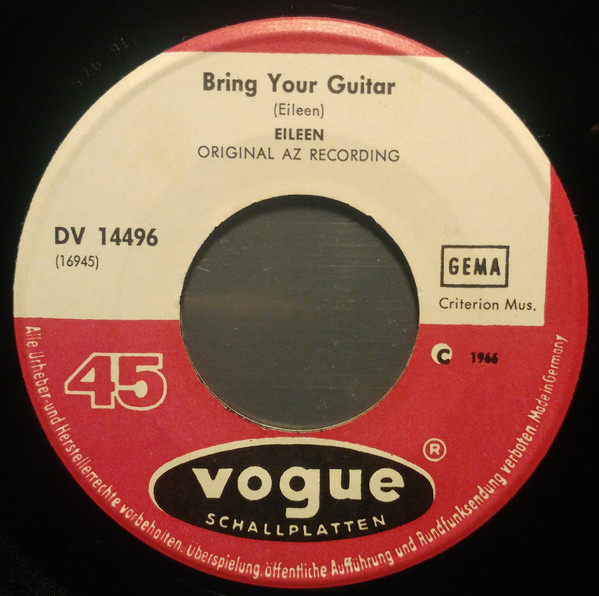 Bring Your Guitar
(Eileen)
EILEEN
ORIGINAL AZ RECORDING
DV 14496
(16945)
GEMA
Criterion Mus.
45
C 1966
vogue ®
SCHALLPLATTEN
Alle Urheber- und Herstellerrechte vorbehalten. Überspielung, öffentliche Aufführung und Rundfunksendung verboten. Made in Germany